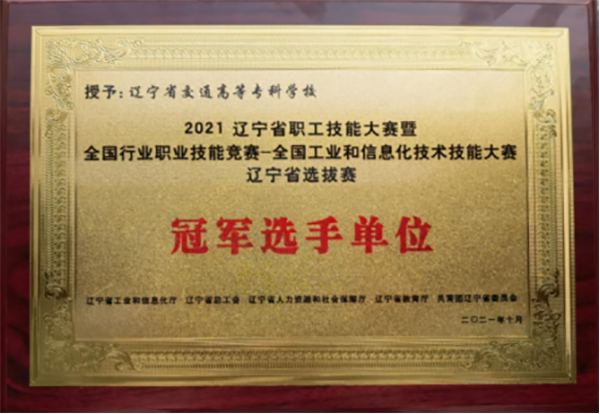 授予:辽宁省交通高等专科学校
2021 辽宁省职工技能大赛暨
全国行业职业技能竞赛–全国工业和信息化技术技能大赛
辽宁省选拔赛
冠军选手单位
辽宁省工业和信息化厅 辽宁省总工会 辽宁省人力资源和社会保障厅 辽宁省教育厅 共青团辽宁省委员会
二〇二一年十月